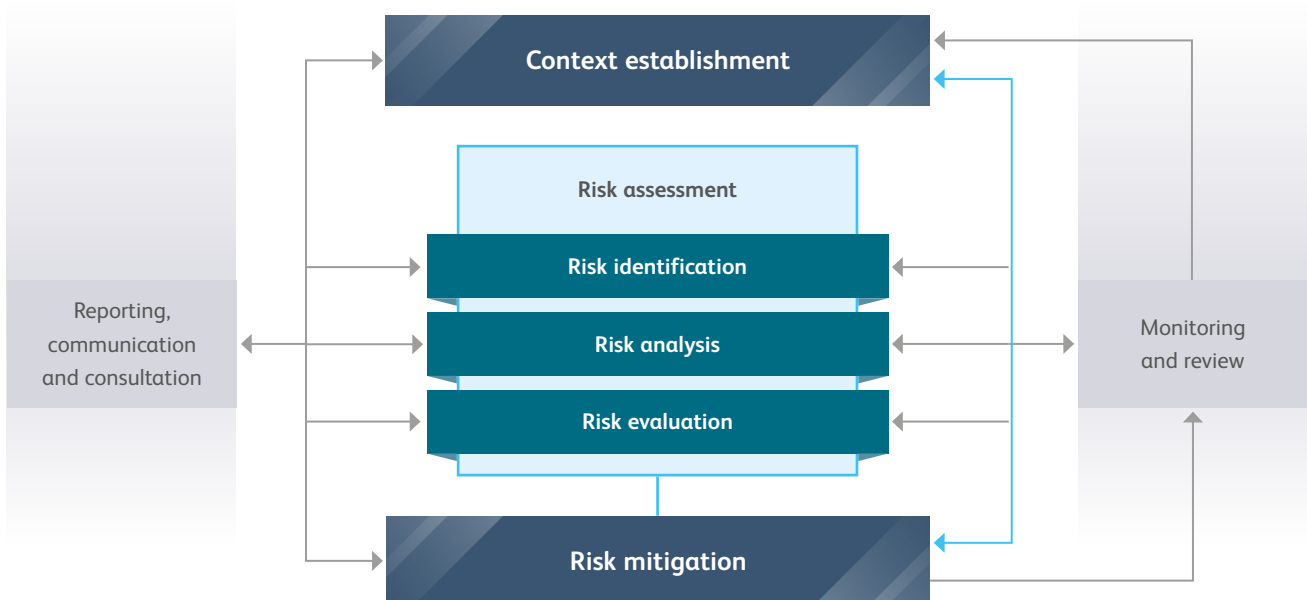 Context establishment
Risk assessment
Risk identification
Risk analysis
Risk evaluation
Risk mitigation
Reporting,
communication
and consultation
Monitoring
and review